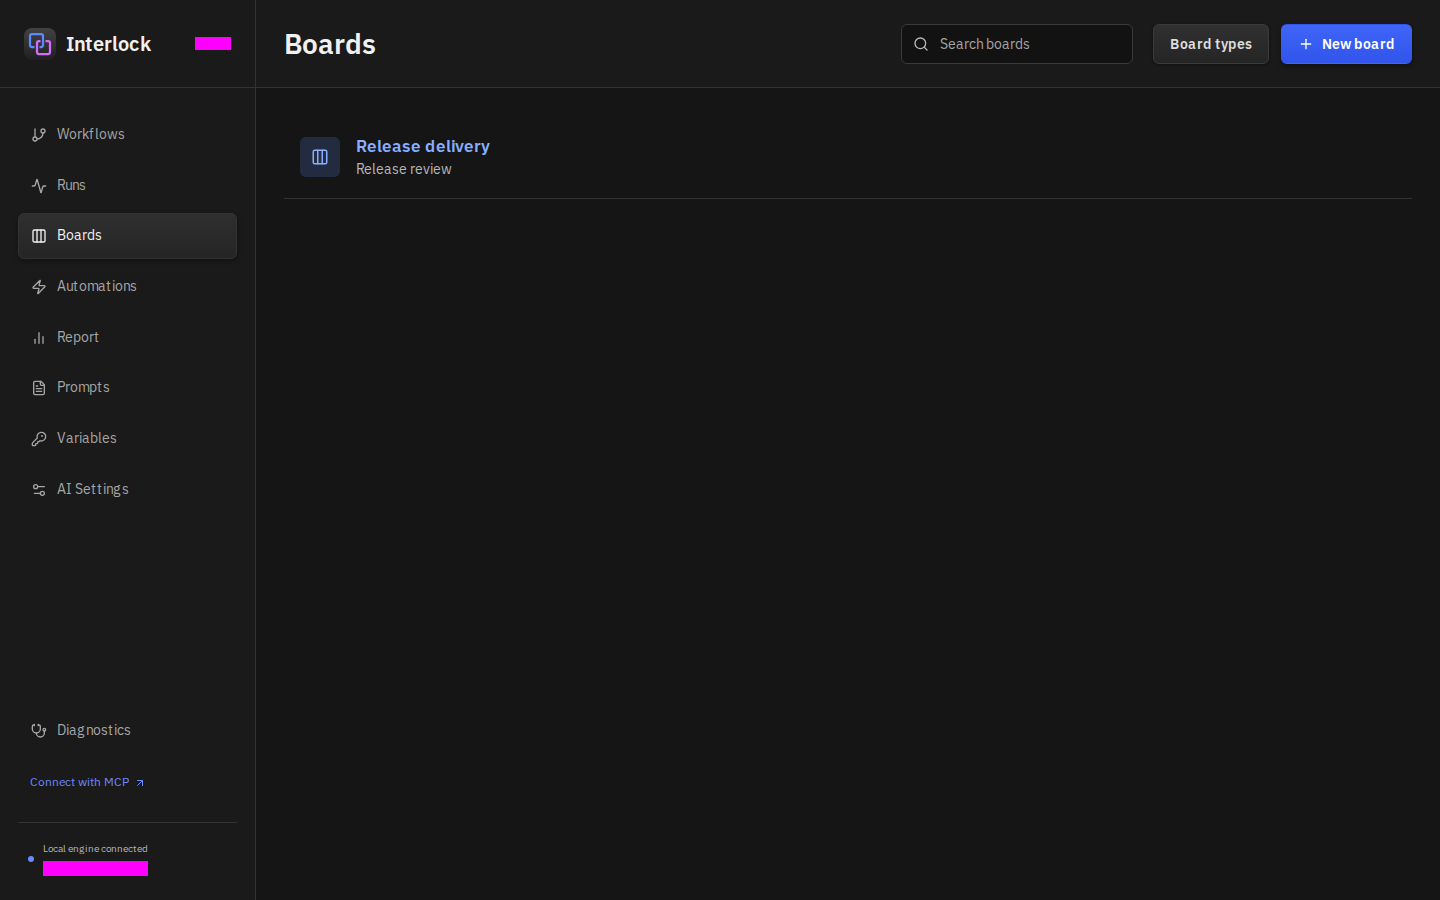 Interlock
Boards
Search boards
Board types
New board
Workflows
Runs
Boards
Automations
Report
Prompts
Variables
AI Settings
Release delivery
Release review
Diagnostics
Connect with MCP
Local engine connected